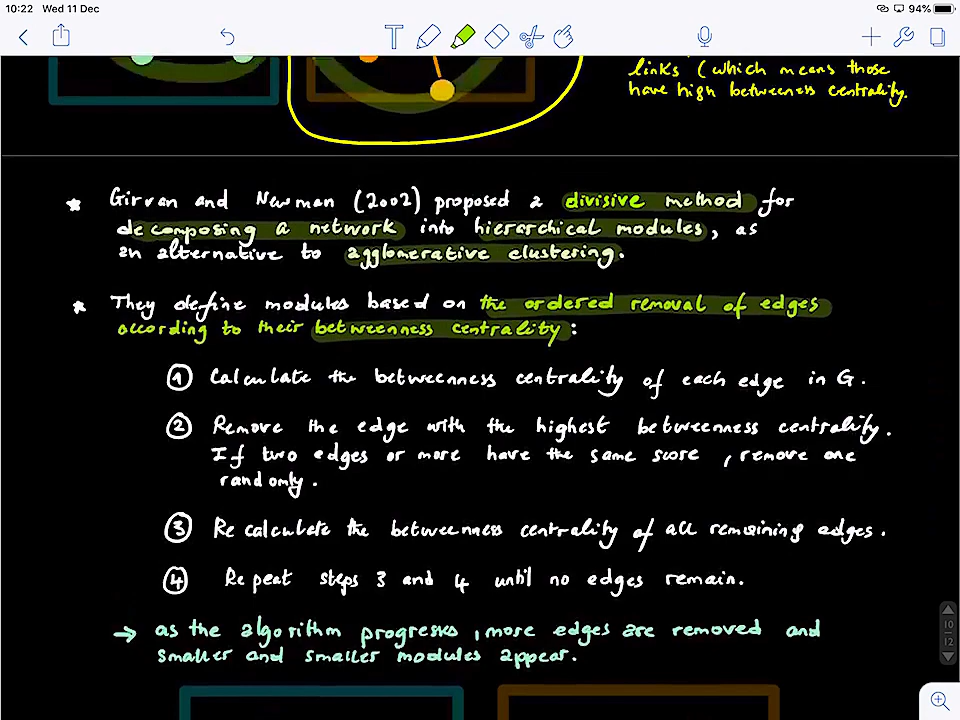 10:22 Wed 11 Dec
94%
links (which means those
have high betweeness centrality.
* Girvan and Newman (2002) proposed a divisive method for
decomposing a network into hierarchical modules, as
an alternative to agglomerative clustering.
* They define modules based on the ordered removal of edges
according to their betweenness centrality:
① Calculate the betweenness centrality of each edge in G.
② Remove the edge with the highest betweenness centrality.
If two edges or more have the same score, remove one
randomly.
③ Recalculate the betweenness centrality of all remaining edges.
④ Repeat steps 3 and 4 until no edges remain.
→ as the algorithm progresses, more edges are removed and
smaller and smaller modules appear.
10
12